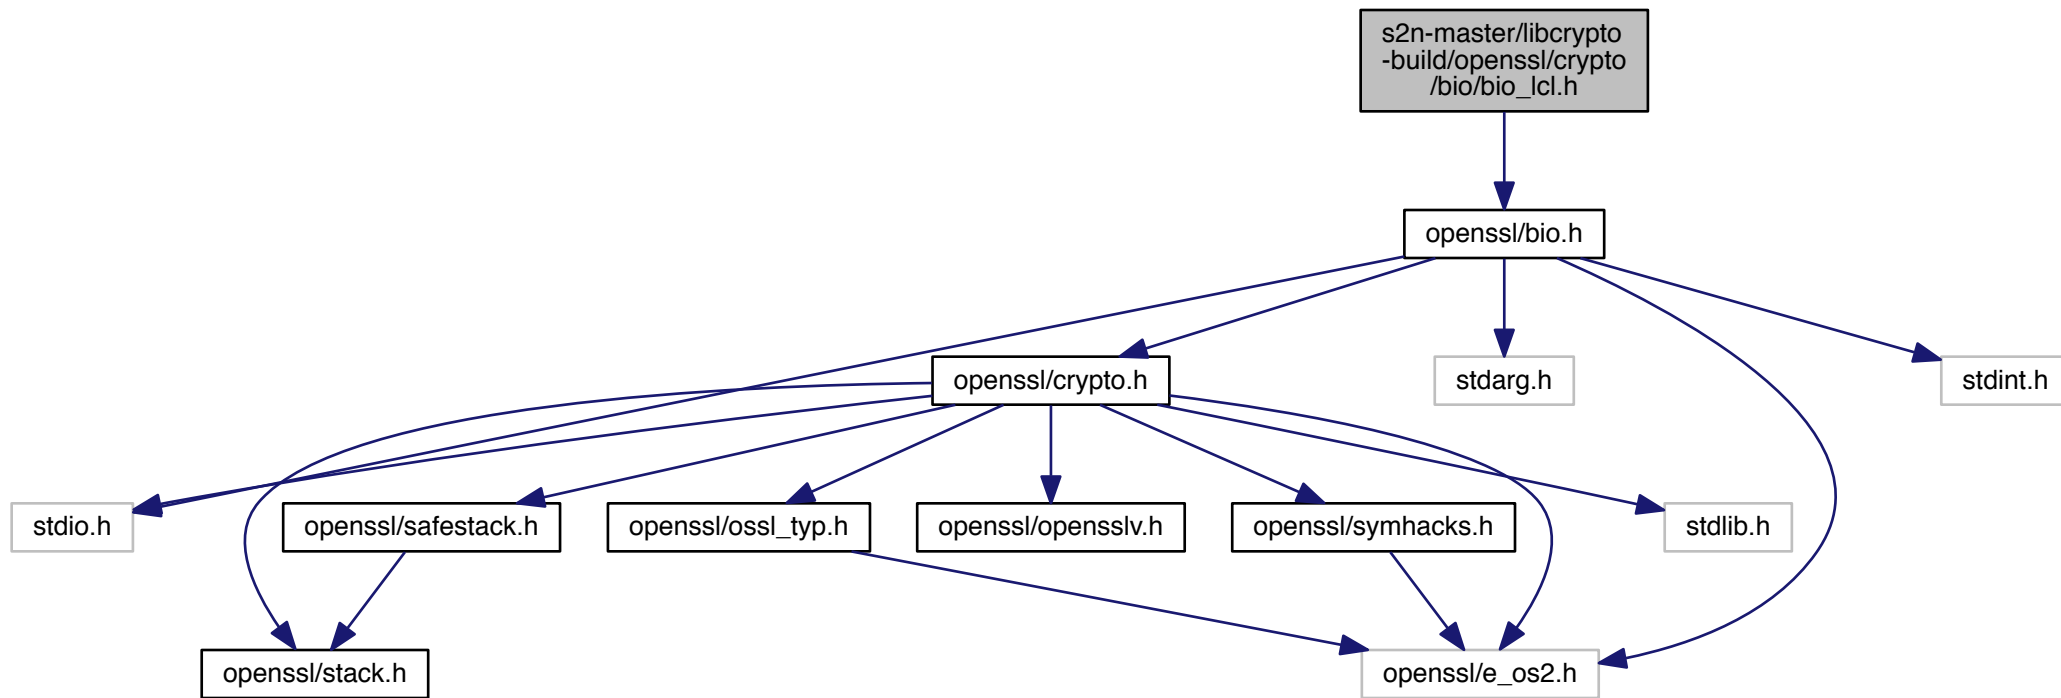 s2n-master/libcrypto
-build/openssl/crypto
/bio/bio_lcl.h
openssl/bio.h
openssl/crypto.h
stdarg.h
stdint.h
stdio.h
openssl/safestack.h
openssl/ossl_typ.h
openssl/opensslv.h
openssl/symhacks.h
stdlib.h
openssl/stack.h
openssl/e_os2.h